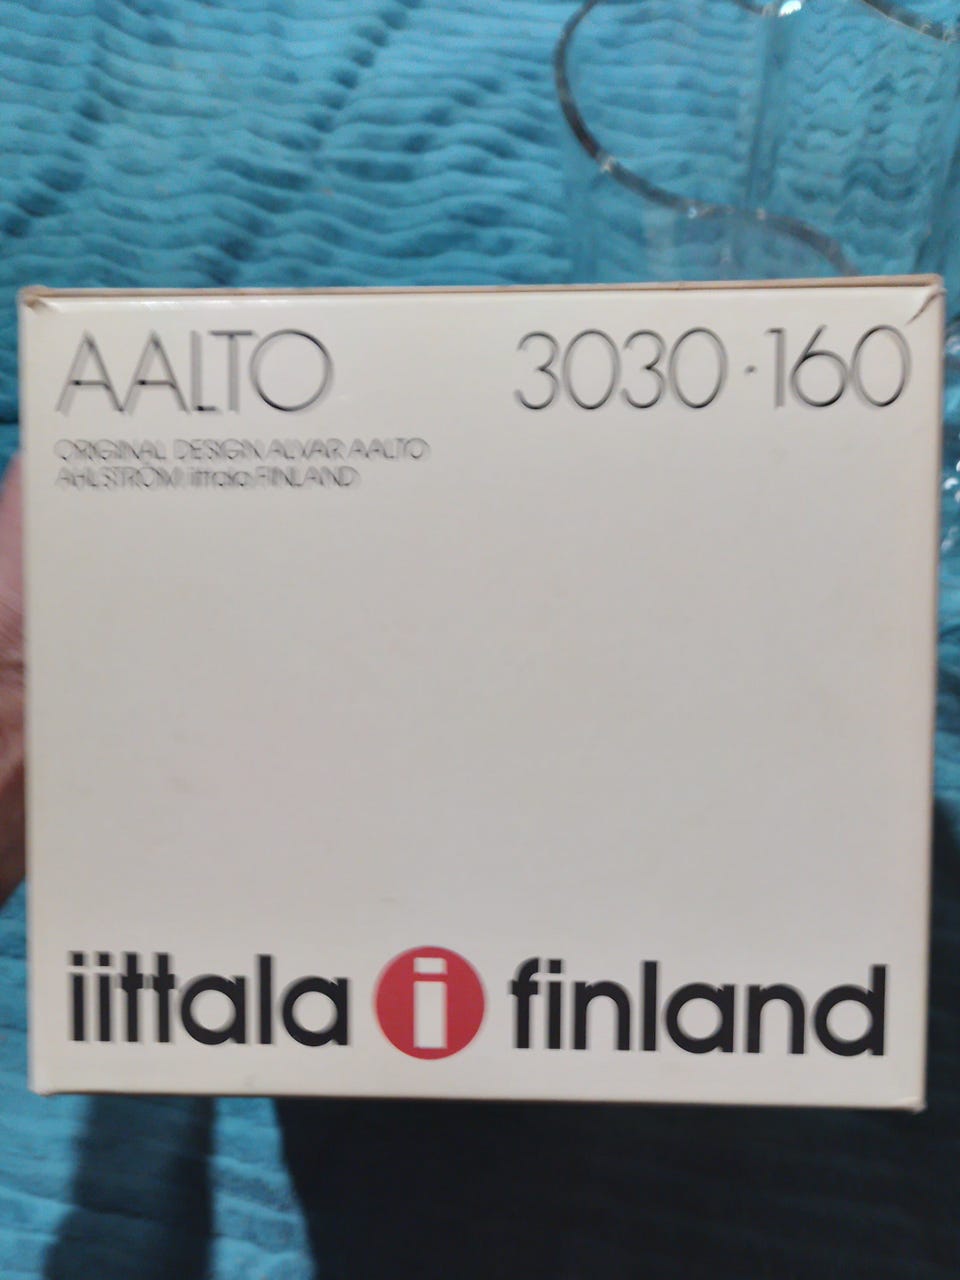 AALTO 3030·160
ORIGINAL DESIGN ALVAR AALTO
AHLSTRÖM iittala FINLAND
iittala i finland